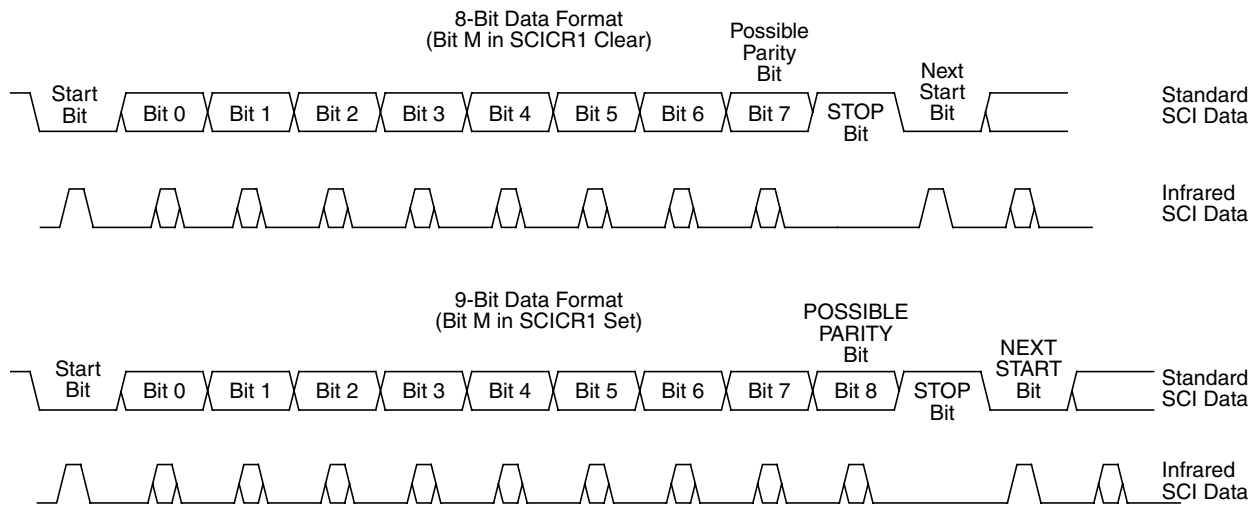 8-Bit Data Format
(Bit M in SCICR1 Clear)
Possible
Parity
Bit
Start
Bit
Bit 0
Bit 1
Bit 2
Bit 3
Bit 4
Bit 5
Bit 6
Bit 7
STOP
Bit
Next
Start
Bit
Standard
SCI Data
Infrared
SCI Data
9-Bit Data Format
(Bit M in SCICR1 Set)
POSSIBLE
PARITY
Bit
Start
Bit
Bit 0
Bit 1
Bit 2
Bit 3
Bit 4
Bit 5
Bit 6
Bit 7
Bit 8
STOP
Bit
NEXT
START
Bit
Standard
SCI Data
Infrared
SCI Data